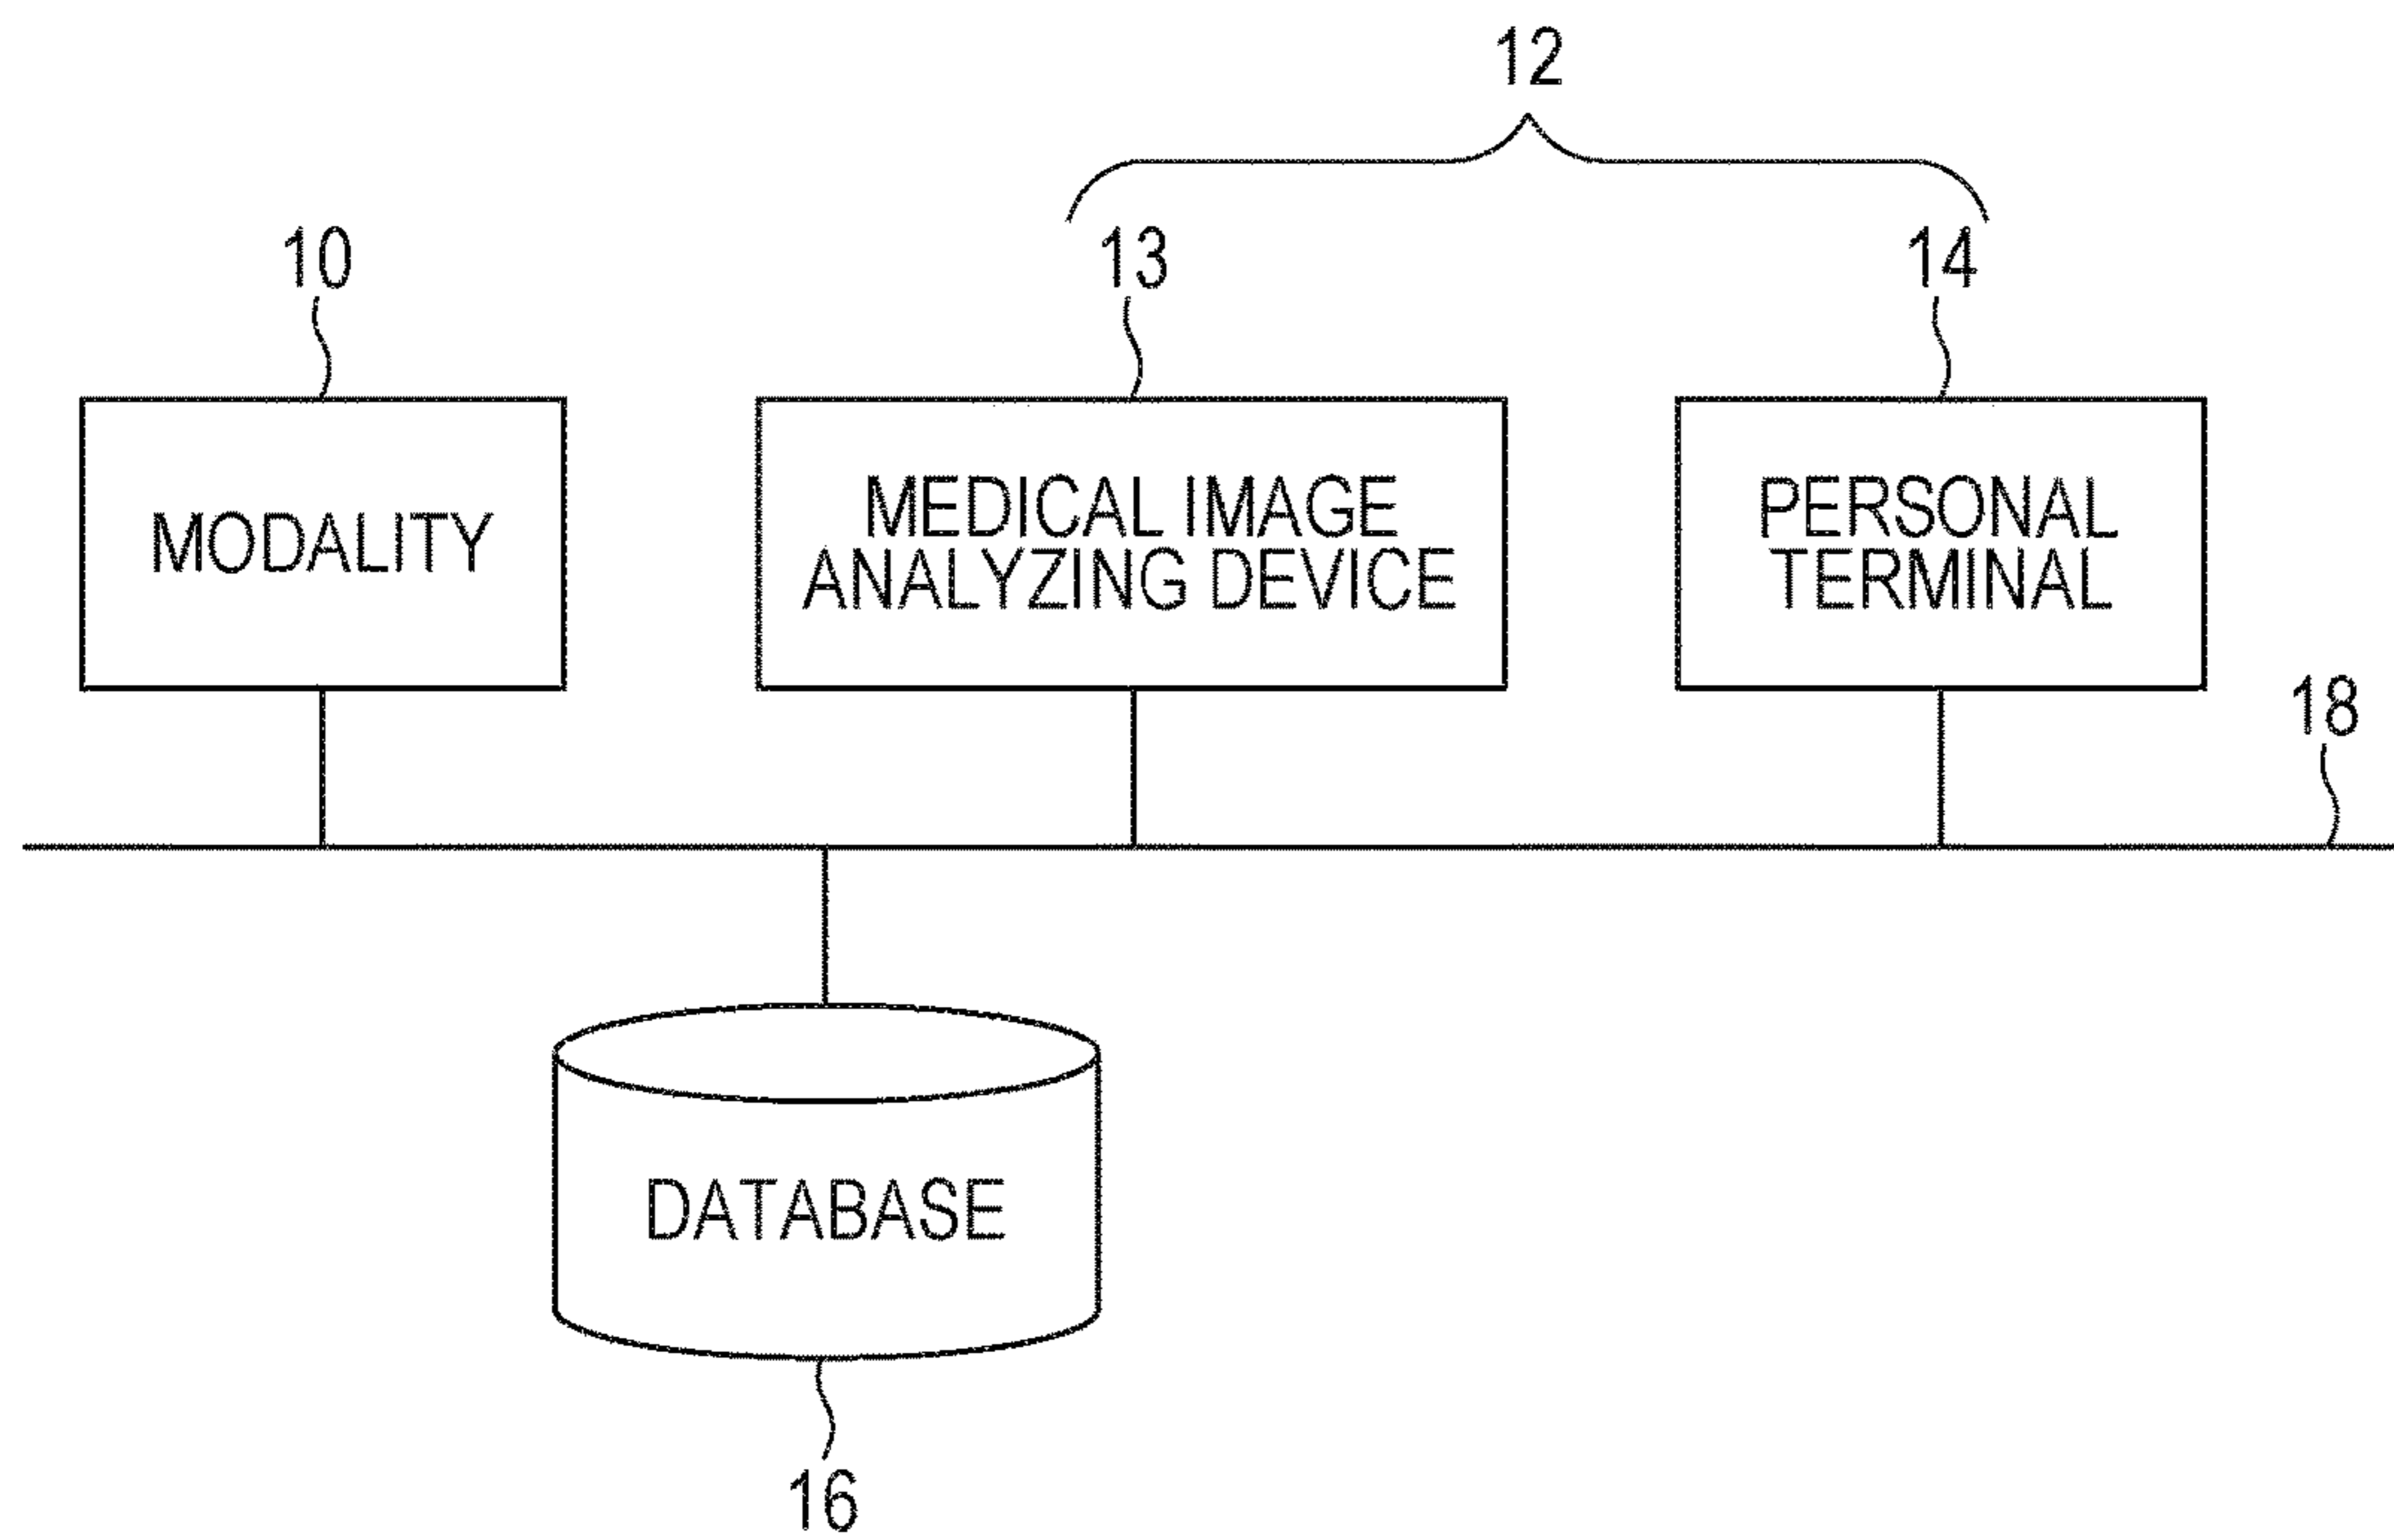 12
10
13
14
MODALITY
MEDICAL IMAGE
ANALYZING DEVICE
PERSONAL
TERMINAL
18
DATABASE
16